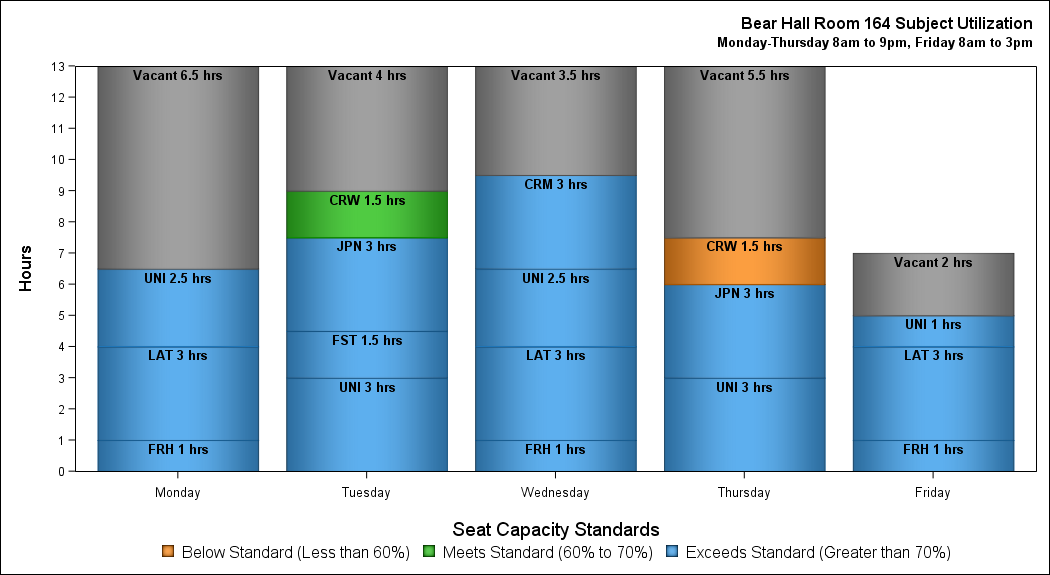 Bear Hall Room 164 Subject Utilization
Monday-Thursday 8am to 9pm, Friday 8am to 3pm
Hours
13
12
11
10
9
8
7
6
5
4
3
2
1
0
Vacant 6.5 hrs
UNI 2.5 hrs
LAT 3 hrs
FRH 1 hrs
Vacant 4 hrs
CRW 1.5 hrs
JPN 3 hrs
FST 1.5 hrs
UNI 3 hrs
Vacant 3.5 hrs
CRM 3 hrs
UNI 2.5 hrs
LAT 3 hrs
FRH 1 hrs
Vacant 5.5 hrs
CRW 1.5 hrs
JPN 3 hrs
UNI 3 hrs
Vacant 2 hrs
UNI 1 hrs
LAT 3 hrs
FRH 1 hrs
Monday Tuesday Wednesday Thursday Friday
Seat Capacity Standards
Below Standard (Less than 60%) Meets Standard (60% to 70%) Exceeds Standard (Greater than 70%)